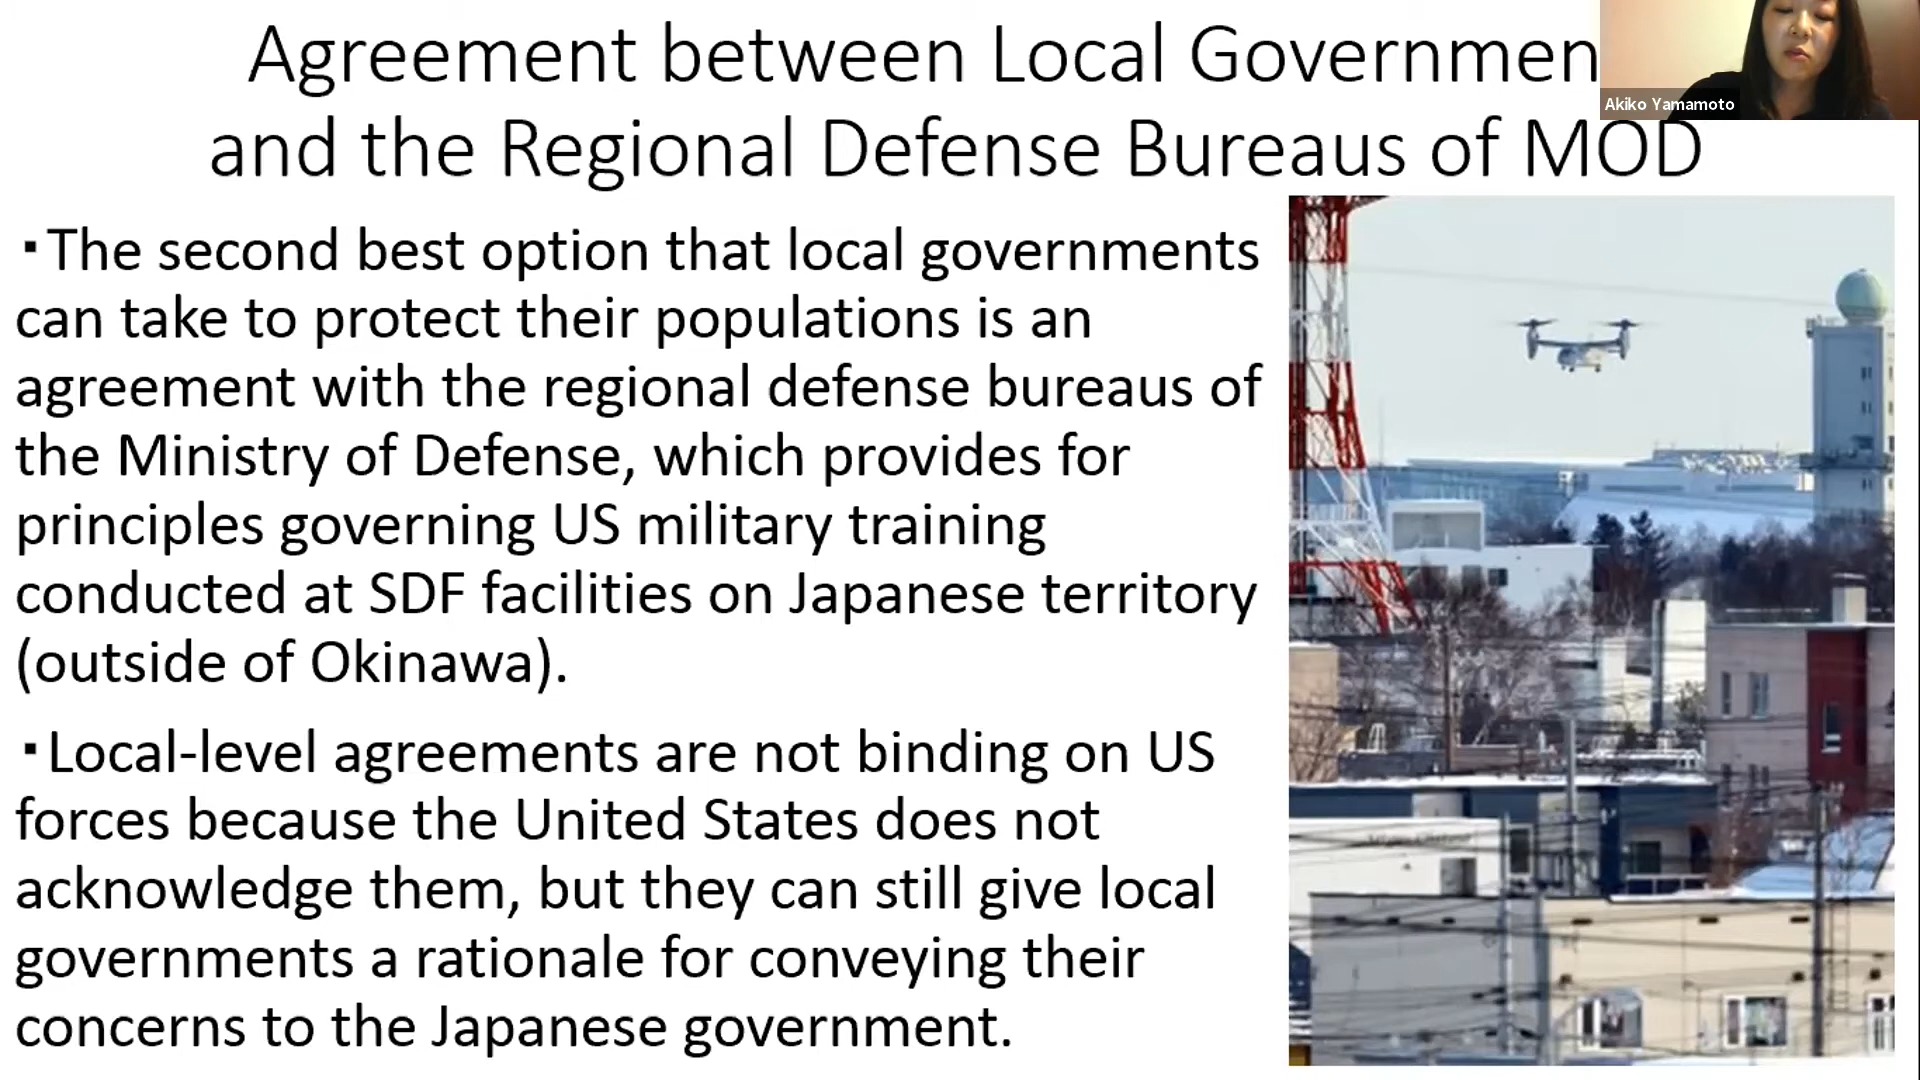 Agreement between Local Governmen
Akiko Yamamoto
and the Regional Defense Bureaus of MOD
▪The second best option that local governments
can take to protect their populations is an
agreement with the regional defense bureaus of
the Ministry of Defense, which provides for
principles governing US military training
conducted at SDF facilities on Japanese territory
(outside of Okinawa).
▪Local-level agreements are not binding on US
forces because the United States does not
acknowledge them, but they can still give local
governments a rationale for conveying their
concerns to the Japanese government.